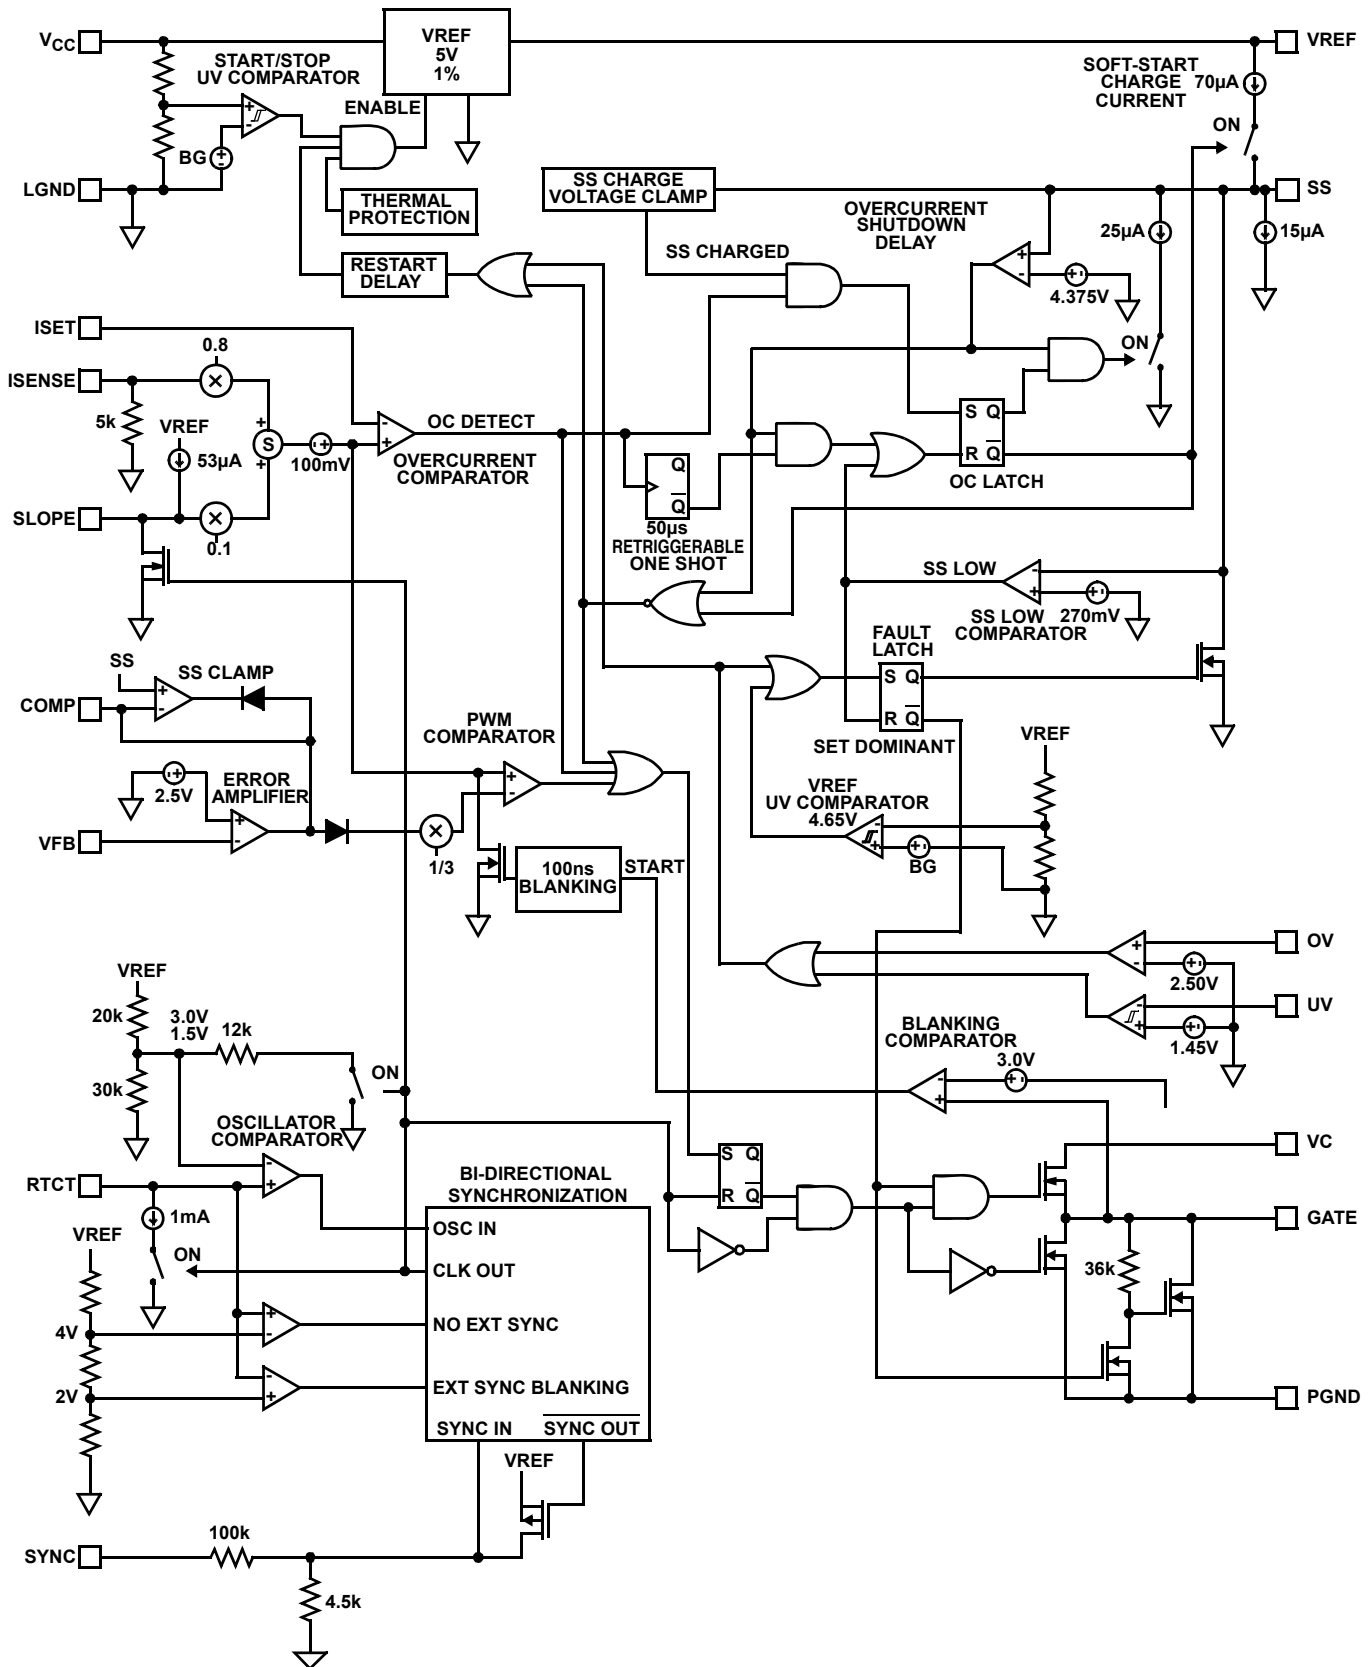 VCC
VREF
5V
1%
VREF
START/STOP
UV COMPARATOR
ENABLE
BG
LGND
THERMAL
PROTECTION
RESTART
DELAY
SOFT-START
CHARGE
CURRENT
70µA
ON
SS CHARGE
VOLTAGE CLAMP
SS
OVERCURRENT
SHUTDOWN
DELAY
25µA
15µA
SS CHARGED
4.375V
ON
ISET
0.8
ISENSE
5k
VREF
53µA
S
100mV
OC DETECT
OVERCURRENT
COMPARATOR
SLOPE
0.1
Q
Q
50µs
RETRIGGERABLE
ONE SHOT
S Q
R Q
OC LATCH
SS LOW
SS LOW
COMPARATOR
270mV
FAULT
LATCH
S Q
R Q
SET DOMINANT
SS
SS CLAMP
COMP
PWM
COMPARATOR
2.5V
ERROR
AMPLIFIER
VFB
1/3
100ns
BLANKING
START
VREF
UV COMPARATOR
4.65V
BG
VREF
OV
2.50V
UV
1.45V
VREF
20k
3.0V
1.5V
12k
30k
ON
BLANKING
COMPARATOR
3.0V
OSCILLATOR
COMPARATOR
RTCT
1mA
ON
VREF
4V
2V
BI-DIRECTIONAL
SYNCHRONIZATION
OSC IN
CLK OUT
NO EXT SYNC
EXT SYNC BLANKING
SYNC IN
SYNC OUT
S Q
R Q
VC
GATE
36k
PGND
VREF
SYNC
100k
4.5k